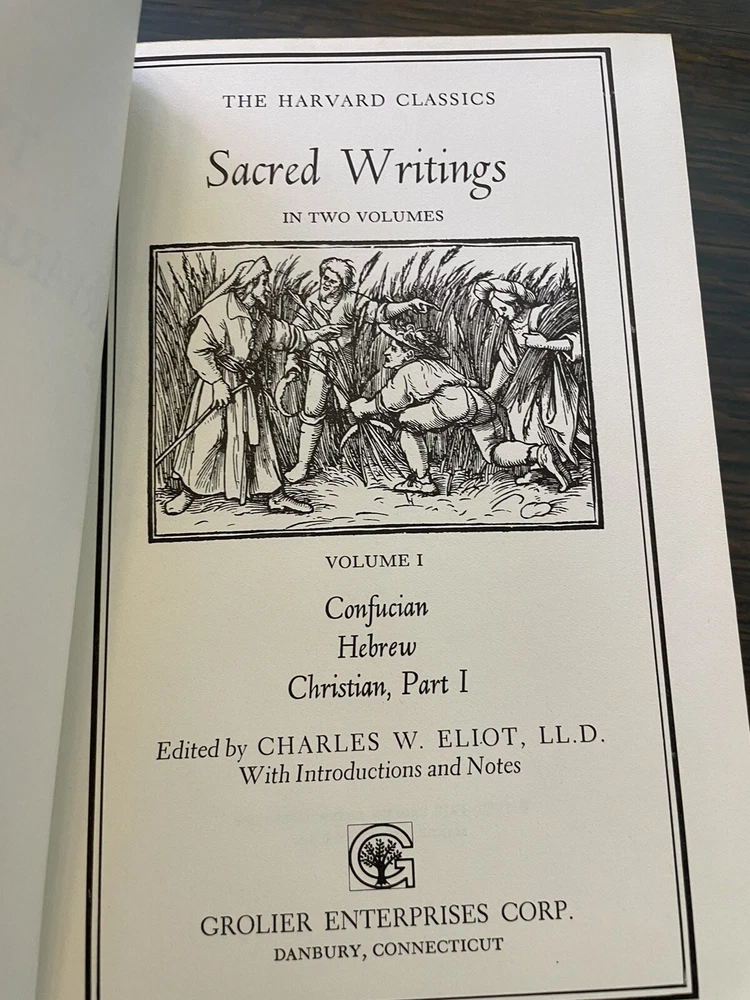 THE HARVARD CLASSICS
Sacred Writings
IN TWO VOLUMES
VOLUME I
Confucian
Hebrew
Christian, Part I
Edited by CHARLES W. ELIOT, LL.D.
With Introductions and Notes
G
GROLIER ENTERPRISES CORP.
DANBURY, CONNECTICUT